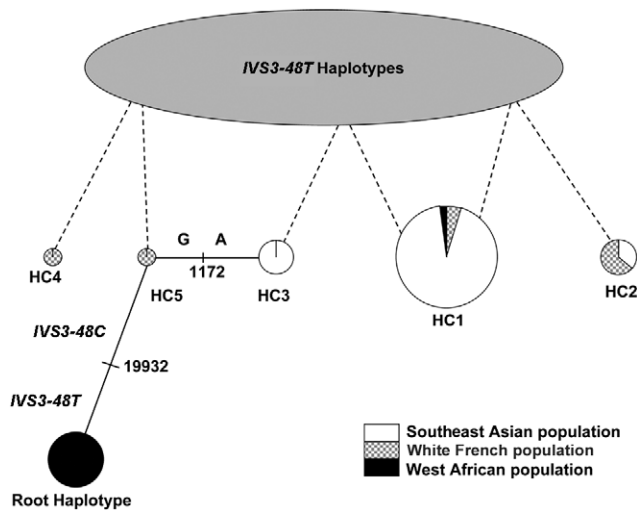 IVS3-48T Haplotypes
G A
HC4
HC5
1172
HC3
HC1
HC2
IVS3-48C
19932
IVS3-48T
Root Haplotype
Southeast Asian population
White French population
West African population